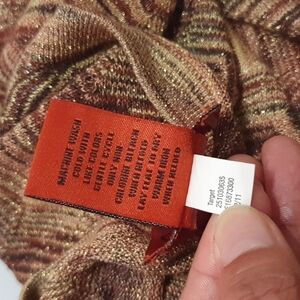 MACHINE WASH
COLD WITH
LIKE COLORS
GENTLE CYCLE
ONLY NON-
CHLORINE BLEACH
WHEN NEEDED
LAY FLAT TO DRY
WARM IRON
WHEN NEEDED
Target